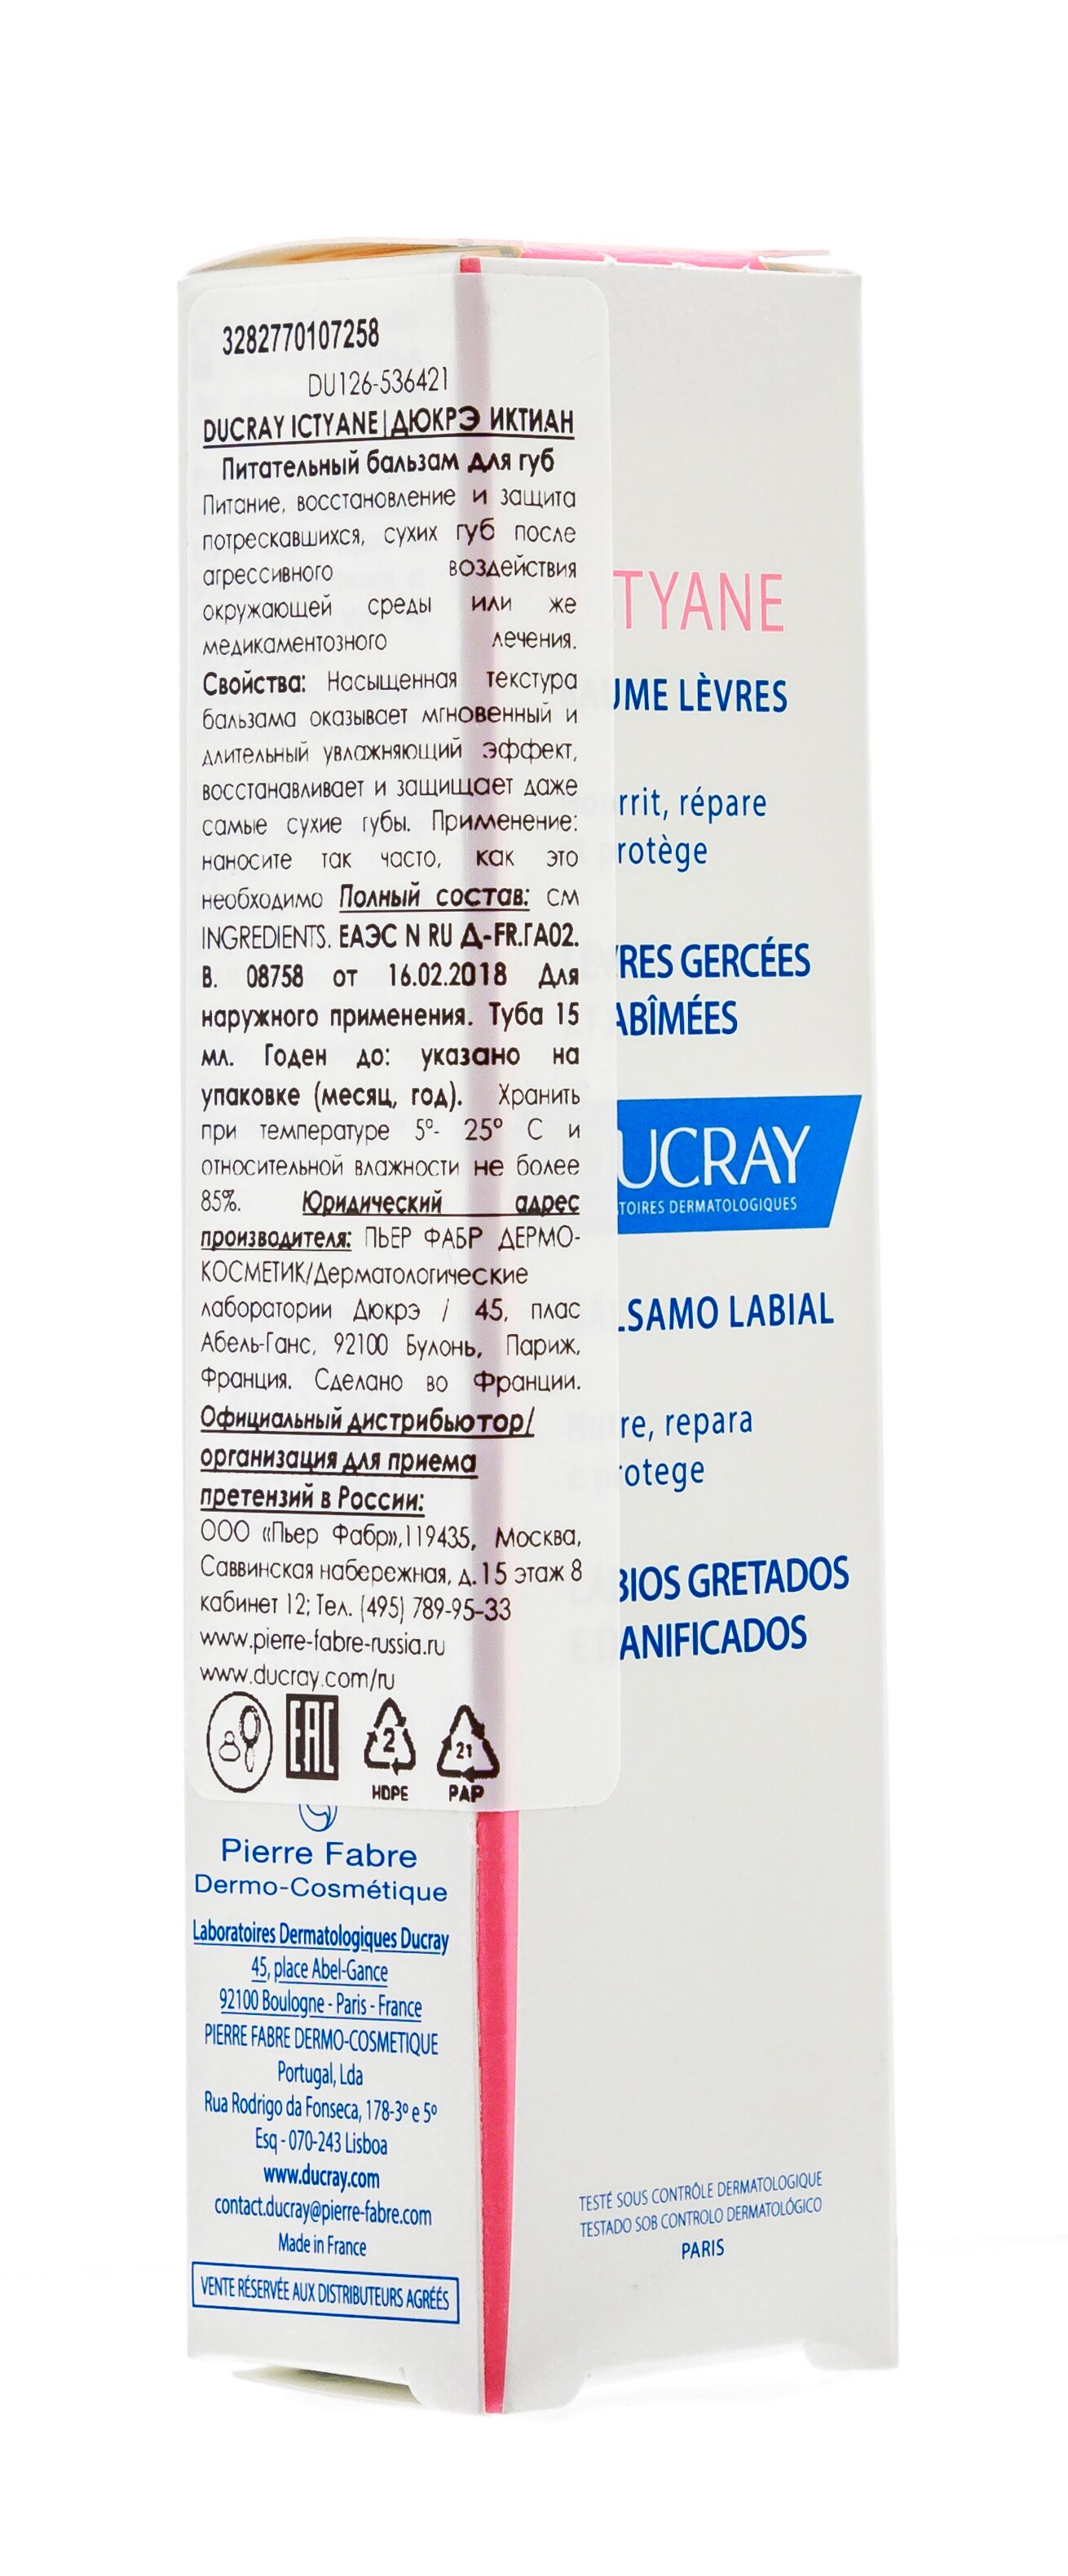 3282770107258
DU126-536421
DUCRAY ICTYANE|ДЮКРЭ ИКТИАН
Питательный бальзам для губ
Питание, восстановление и защита
потрескавшихся, сухих губ после
агрессивного воздействия
окружающей среды или же
медикаментозного лечения.
Свойства: Насыщенная текстура
бальзама оказывает мгновенный и
длительный увлажняющий эффект,
восстанавливает и защищает даже
самые сухие губы. Применение:
наносите так часто, как это
необходимо Полный состав: см
INGREDIENTS. ЕАЭС N RU Д-FR.ГА02.
В. 08758 от 16.02.2018 Для
наружного применения. Туба 15
мл. Годен до: указано на
упаковке (месяц, год). Хранить
при температуре 5º- 25º С и
относительной влажности не более
85%. Юридический адрес
производителя: ПЬЕР ФАБР ДЕРМО-
КОСМЕТИК/Дерматологические
лаборатории Дюкрэ / 45, плас
Абель-Ганс, 92100 Булонь, Париж,
Франция. Сделано во Франции.
Официальный дистрибьютор/
организация для приема
претензий в России:
ООО «Пьер Фабр»,119435, Москва,
Саввинская набережная, д.15 этаж 8
кабинет 12; Тел. (495) 789-95-33
www.pierre-fabre-russia.ru
www.ducray.com/ru
EAC
2
HDPE
21
PAP
Pierre Fabre
Dermo-Cosmétique
Laboratoires Dermatologiques Ducray
45, place Abel-Gance
92100 Boulogne - Paris - France
PIERRE FABRE DERMO-COSMETIQUE
Portugal, Lda
Rua Rodrigo da Fonseca, 178-3º e 5º
Esq - 070-243 Lisboa
www.ducray.com
contact.ducray@pierre-fabre.com
Made in France
VENTE RÉSERVÉE AUX DISTRIBUTEURS AGRÉÉS
TYANE
UME LÈVRES
rrit, répare
rotège
VRES GERCÉES
ABÎMÉES
UCRAY
TOIRES DERMATOLOGIQUES
LSAMO LABIAL
re, repara
e protege
LABIOS GRETADOS
E DANIFICADOS
TESTÉ SOUS CONTRÔLE DERMATOLOGIQUE
TESTADO SOB CONTROLO DERMATOLÓGICO
PARIS